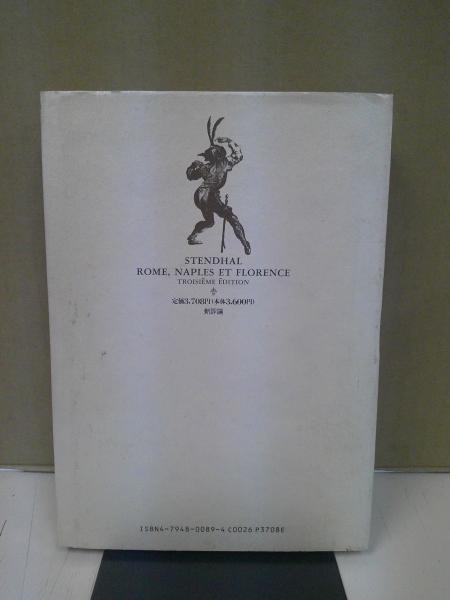 STENDHAL
ROME, NAPLES ET FLORENCE
TROISIÈME ÉDITION
定価3,708円(本体3,600円)
新評論
ISBN4-7948-0089-4 C0026 P3708E